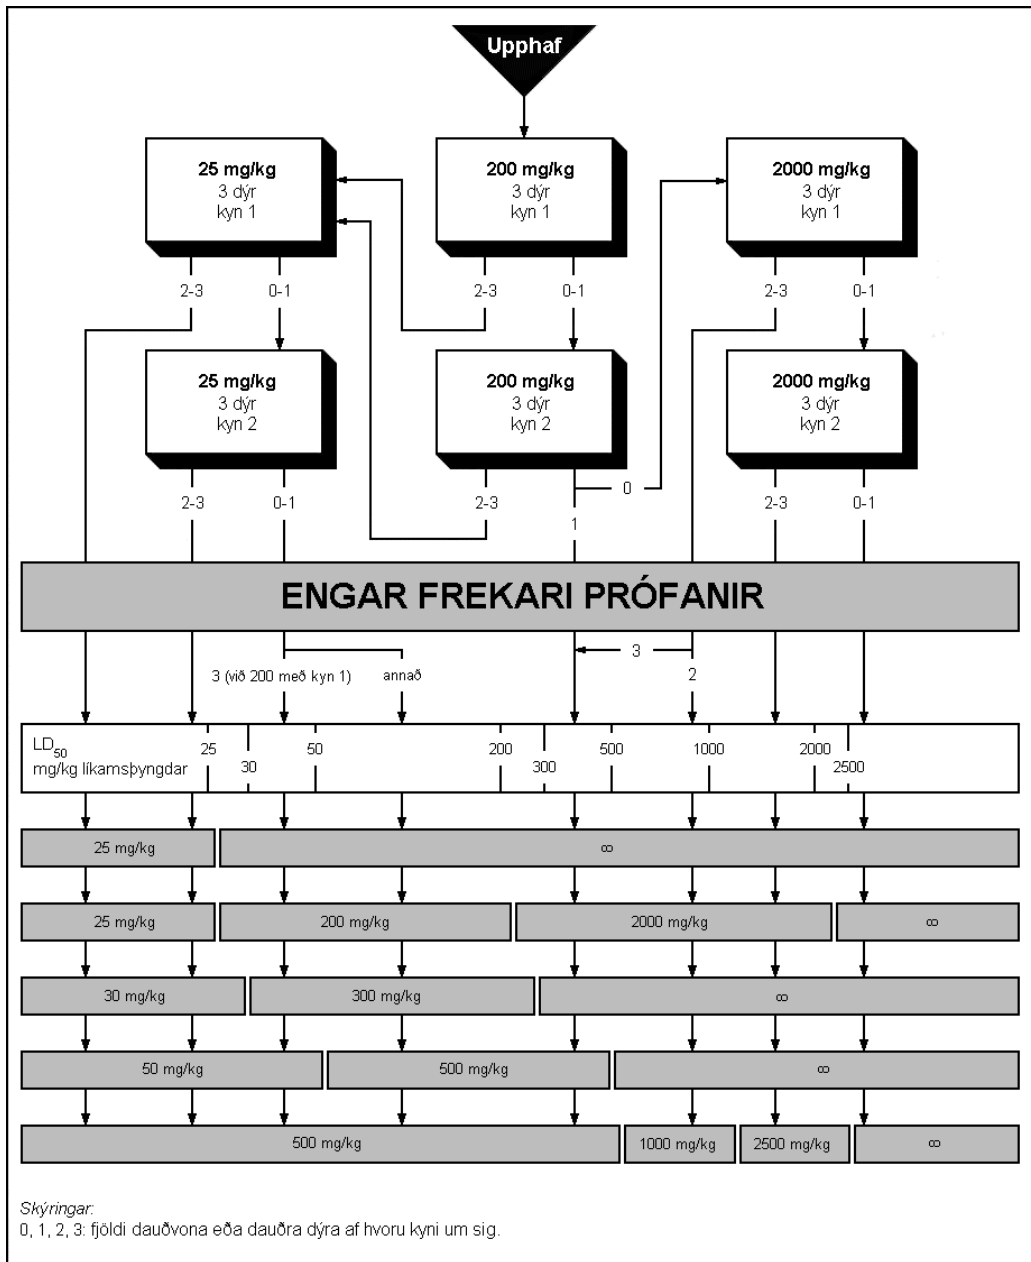 Upphaf
25 mg/kg
3 dýr
kyn 1
200 mg/kg
3 dýr
kyn 1
2000 mg/kg
3 dýr
kyn 1
2-3
0-1
2-3
0-1
2-3
0-1
25 mg/kg
3 dýr
kyn 2
200 mg/kg
3 dýr
kyn 2
2000 mg/kg
3 dýr
kyn 2
2-3
0-1
2-3
0
1
2-3
0-1
ENGAR FREKARI PRÓFANIR
3 (við 200 með kyn 1)
annað
3
2
LD50
mg/kg líkamsþyngdar
25
30
50
200
300
500
1000
2000
2500
25 mg/kg
∞
25 mg/kg
200 mg/kg
2000 mg/kg
∞
30 mg/kg
300 mg/kg
∞
50 mg/kg
500 mg/kg
∞
500 mg/kg
1000 mg/kg
2500 mg/kg
∞
Skýringar:
0, 1, 2, 3: fjöldi dauðvona eða dauðra dýra af hvoru kyni um sig.